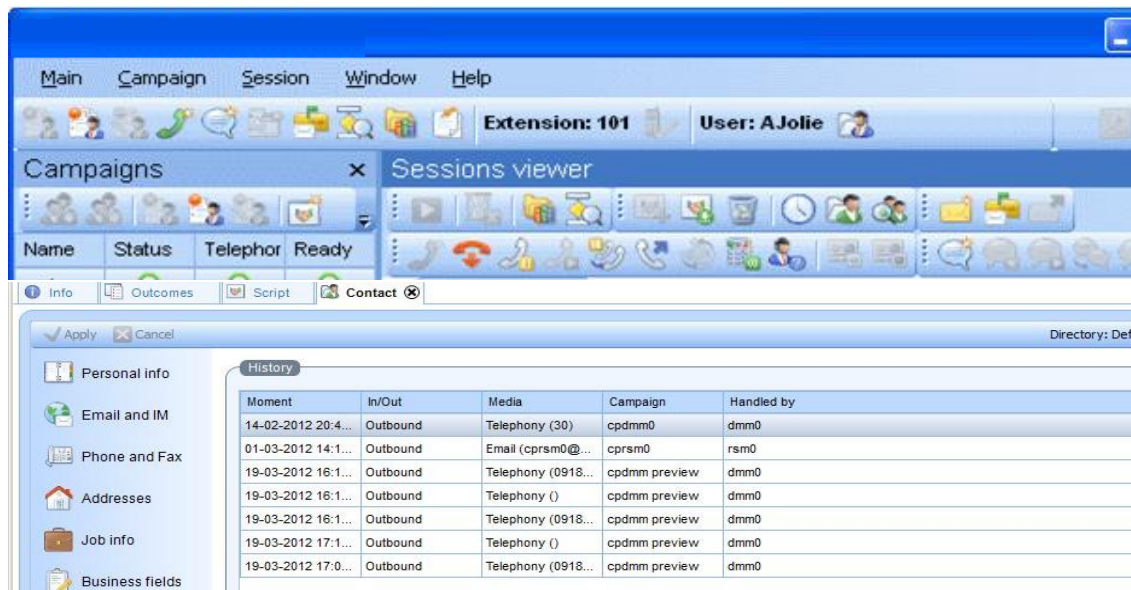 Main Campaign Session Window Help
Extension: 101 User: AJolie
Campaigns Sessions viewer
Name Status Telephor Ready
Info Outcomes Script Contact
Apply Cancel Directory: Def
Personal info
Email and IM
Phone and Fax
Addresses
Job info
Business fields
History
Moment In/Out Media Campaign Handled by
14-02-2012 20:4... Outbound Telephony (30) cpdmm0 dmm0
01-03-2012 14:1... Outbound Email (cprsm0@... cprsm0 rsm0
19-03-2012 16:1... Outbound Telephony (0918... cpdmm preview dmm0
19-03-2012 16:1... Outbound Telephony () cpdmm preview dmm0
19-03-2012 16:1... Outbound Telephony (0918... cpdmm preview dmm0
19-03-2012 17:1... Outbound Telephony () cpdmm preview dmm0
19-03-2012 17:0... Outbound Telephony (0918... cpdmm preview dmm0